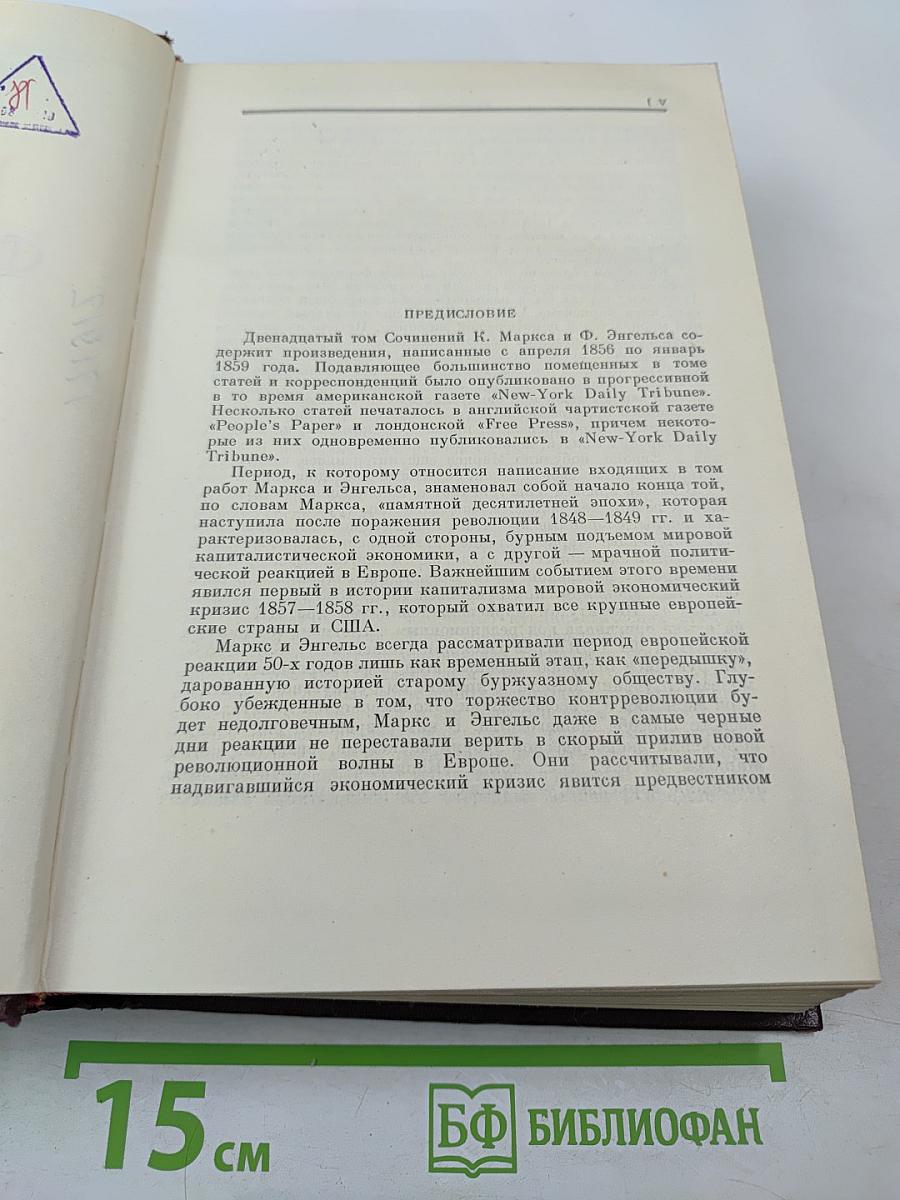 [ V
ПРЕДИСЛОВИЕ
Двенадцатый том Сочинений К. Маркса и Ф. Энгельса со-
держит произведения, написанные с апреля 1856 по январь
1859 года. Подавляющее большинство помещенных в томе
статей и корреспонденций было опубликовано в прогрессивной
в то время американской газете «New-York Daily Tribune».
Несколько статей печаталось в английской чартистской газете
«People's Paper» и лондонской «Free Press», причем некото-
рые из них одновременно публиковались в «New-York Daily
Tribune».
Период, к которому относится написание входящих в том
работ Маркса и Энгельса, знаменовал собой начало конца той,
по словам Маркса, «памятной десятилетней эпохи», которая
наступила после поражения революции 1848—1849 гг. и ха-
рактеризовалась, с одной стороны, бурным подъемом мировой
капиталистической экономики, а с другой — мрачной полити-
ческой реакцией в Европе. Важнейшим событием этого времени
явился первый в истории капитализма мировой экономический
кризис 1857—1858 гг., который охватил все крупные европей-
ские страны и США.
Маркс и Энгельс всегда рассматривали период европейской
реакции 50-х годов лишь как временный этап, как «передышку»,
дарованную историей старому буржуазному обществу. Глу-
боко убежденные в том, что торжество контрреволюции бу-
дет недолговечным, Маркс и Энгельс даже в самые черные
дни реакции не переставали верить в скорый прилив новой
революционной волны в Европе. Они рассчитывали, что
надвигавшийся экономический кризис явится предвестником
15 см
БФ БИБЛИОФАН